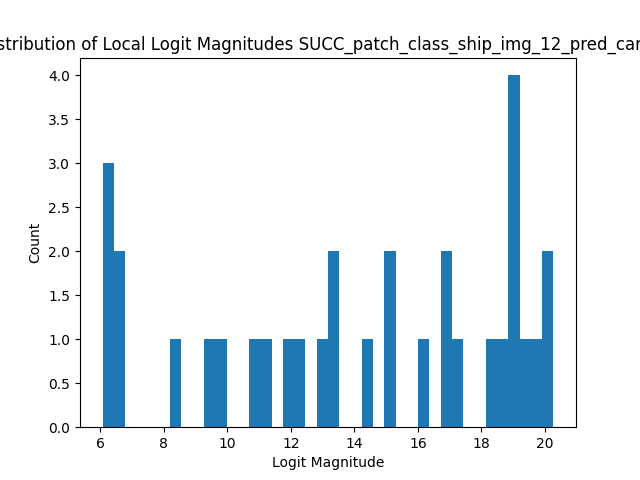 stribution of Local Logit Magnitudes SUCC_patch_class_ship_img_12_pred_car
4.0
3.5
3.0
2.5
2.0
1.5
1.0
0.5
0.0
Count
6 8 10 12 14 16 18 20
Logit Magnitude